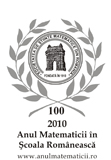 100
2010
Anul Matematicii în
Școala Românească
www.anulmatematicii.ro